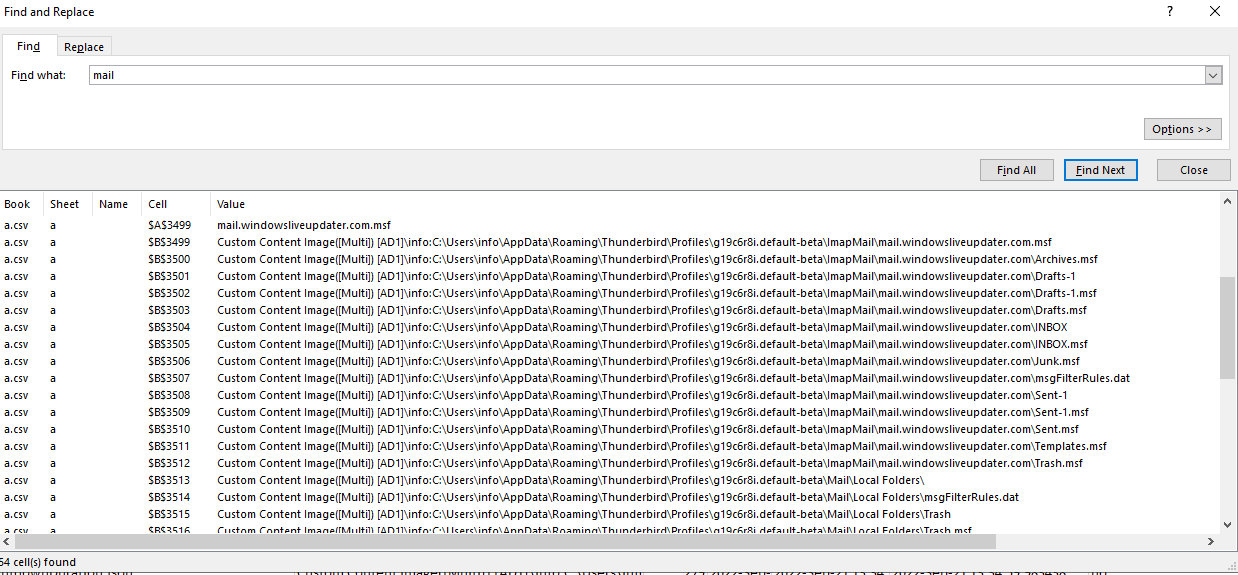 Find and Replace
? ×
Find Replace
Find what: mail
Options >>
Find All Find Next Close
Book Sheet Name Cell Value
a.csv a $A$3499 mail.windowsliveupdater.com.msf
a.csv a $B$3499 Custom Content Image([Multi]) [AD1]\info:C:\Users\info\AppData\Roaming\Thunderbird\Profiles\g19c6r8i.default-beta\ImapMail\mail.windowsliveupdater.com.msf
a.csv a $B$3500 Custom Content Image([Multi]) [AD1]\info:C:\Users\info\AppData\Roaming\Thunderbird\Profiles\g19c6r8i.default-beta\ImapMail\mail.windowsliveupdater.com\Archives.msf
a.csv a $B$3501 Custom Content Image([Multi]) [AD1]\info:C:\Users\info\AppData\Roaming\Thunderbird\Profiles\g19c6r8i.default-beta\ImapMail\mail.windowsliveupdater.com\Drafts-1
a.csv a $B$3502 Custom Content Image([Multi]) [AD1]\info:C:\Users\info\AppData\Roaming\Thunderbird\Profiles\g19c6r8i.default-beta\ImapMail\mail.windowsliveupdater.com\Drafts-1.msf
a.csv a $B$3503 Custom Content Image([Multi]) [AD1]\info:C:\Users\info\AppData\Roaming\Thunderbird\Profiles\g19c6r8i.default-beta\ImapMail\mail.windowsliveupdater.com\Drafts.msf
a.csv a $B$3504 Custom Content Image([Multi]) [AD1]\info:C:\Users\info\AppData\Roaming\Thunderbird\Profiles\g19c6r8i.default-beta\ImapMail\mail.windowsliveupdater.com\INBOX
a.csv a $B$3505 Custom Content Image([Multi]) [AD1]\info:C:\Users\info\AppData\Roaming\Thunderbird\Profiles\g19c6r8i.default-beta\ImapMail\mail.windowsliveupdater.com\INBOX.msf
a.csv a $B$3506 Custom Content Image([Multi]) [AD1]\info:C:\Users\info\AppData\Roaming\Thunderbird\Profiles\g19c6r8i.default-beta\ImapMail\mail.windowsliveupdater.com\Junk.msf
a.csv a $B$3507 Custom Content Image([Multi]) [AD1]\info:C:\Users\info\AppData\Roaming\Thunderbird\Profiles\g19c6r8i.default-beta\ImapMail\mail.windowsliveupdater.com\msgFilterRules.dat
a.csv a $B$3508 Custom Content Image([Multi]) [AD1]\info:C:\Users\info\AppData\Roaming\Thunderbird\Profiles\g19c6r8i.default-beta\ImapMail\mail.windowsliveupdater.com\Sent-1
a.csv a $B$3509 Custom Content Image([Multi]) [AD1]\info:C:\Users\info\AppData\Roaming\Thunderbird\Profiles\g19c6r8i.default-beta\ImapMail\mail.windowsliveupdater.com\Sent-1.msf
a.csv a $B$3510 Custom Content Image([Multi]) [AD1]\info:C:\Users\info\AppData\Roaming\Thunderbird\Profiles\g19c6r8i.default-beta\ImapMail\mail.windowsliveupdater.com\Sent.msf
a.csv a $B$3511 Custom Content Image([Multi]) [AD1]\info:C:\Users\info\AppData\Roaming\Thunderbird\Profiles\g19c6r8i.default-beta\ImapMail\mail.windowsliveupdater.com\Templates.msf
a.csv a $B$3512 Custom Content Image([Multi]) [AD1]\info:C:\Users\info\AppData\Roaming\Thunderbird\Profiles\g19c6r8i.default-beta\ImapMail\mail.windowsliveupdater.com\Trash.msf
a.csv a $B$3513 Custom Content Image([Multi]) [AD1]\info:C:\Users\info\AppData\Roaming\Thunderbird\Profiles\g19c6r8i.default-beta\Mail\Local Folders\
a.csv a $B$3514 Custom Content Image([Multi]) [AD1]\info:C:\Users\info\AppData\Roaming\Thunderbird\Profiles\g19c6r8i.default-beta\Mail\Local Folders\msgFilterRules.dat
a.csv a $B$3515 Custom Content Image([Multi]) [AD1]\info:C:\Users\info\AppData\Roaming\Thunderbird\Profiles\g19c6r8i.default-beta\Mail\Local Folders\Trash
a.csv a $B$3516 Custom Content Image([Multi]) [AD1]\info:C:\Users\info\AppData\Roaming\Thunderbird\Profiles\g19c6r8i.default-beta\Mail\Local Folders\Trash.msf
54 cell(s) found